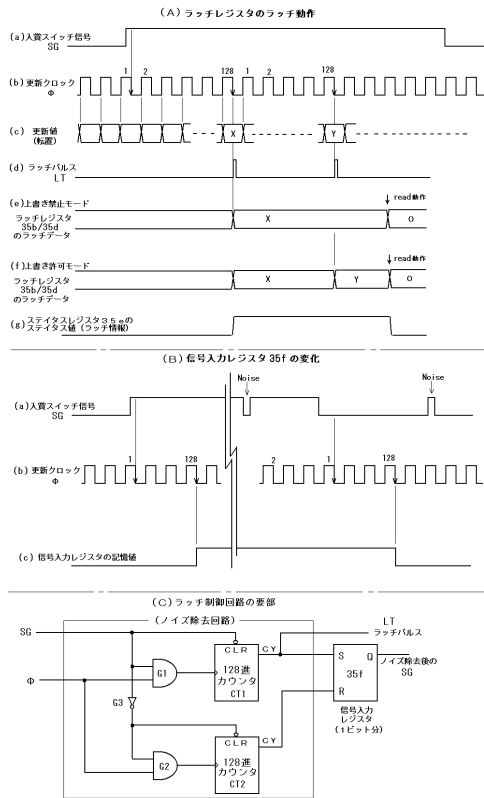 (A) ラッチレジスタのラッチ動作
(a)入賞スイッチ信号
SG
(b) 更新クロック
Φ
1 2 128 1 2 128
(c) 更新値
(転置)
X Y
(d) ラッチパルス
LT
(e)上書き禁止モード
ラッチレジスタ
35b/35d
のラッチデータ
X
read動作
0
(f)上書き許可モード
ラッチレジスタ
35b/35d
のラッチデータ
X Y
read動作
0
(g) ステイタスレジスタ35eの
ステイタス値 (ラッチ情報)
(B) 信号入力レジスタ 35f の変化
Noise Noise
(a)入賞スイッチ信号
SG
(b) 更新クロック
Φ
1 128 2 1 128
(c) 信号入力レジスタの記憶値
(C) ラッチ制御回路の要部
(ノイズ除去回路)
LT
ラッチパルス
SG
CLR
CY
G1
128進
カウンタ
CT1
S Q
35f
R
ノイズ除去後の
SG
Φ
G3
信号入力
レジスタ
(1ビット分)
CLR
CY
G2
128進
カウンタ
CT2